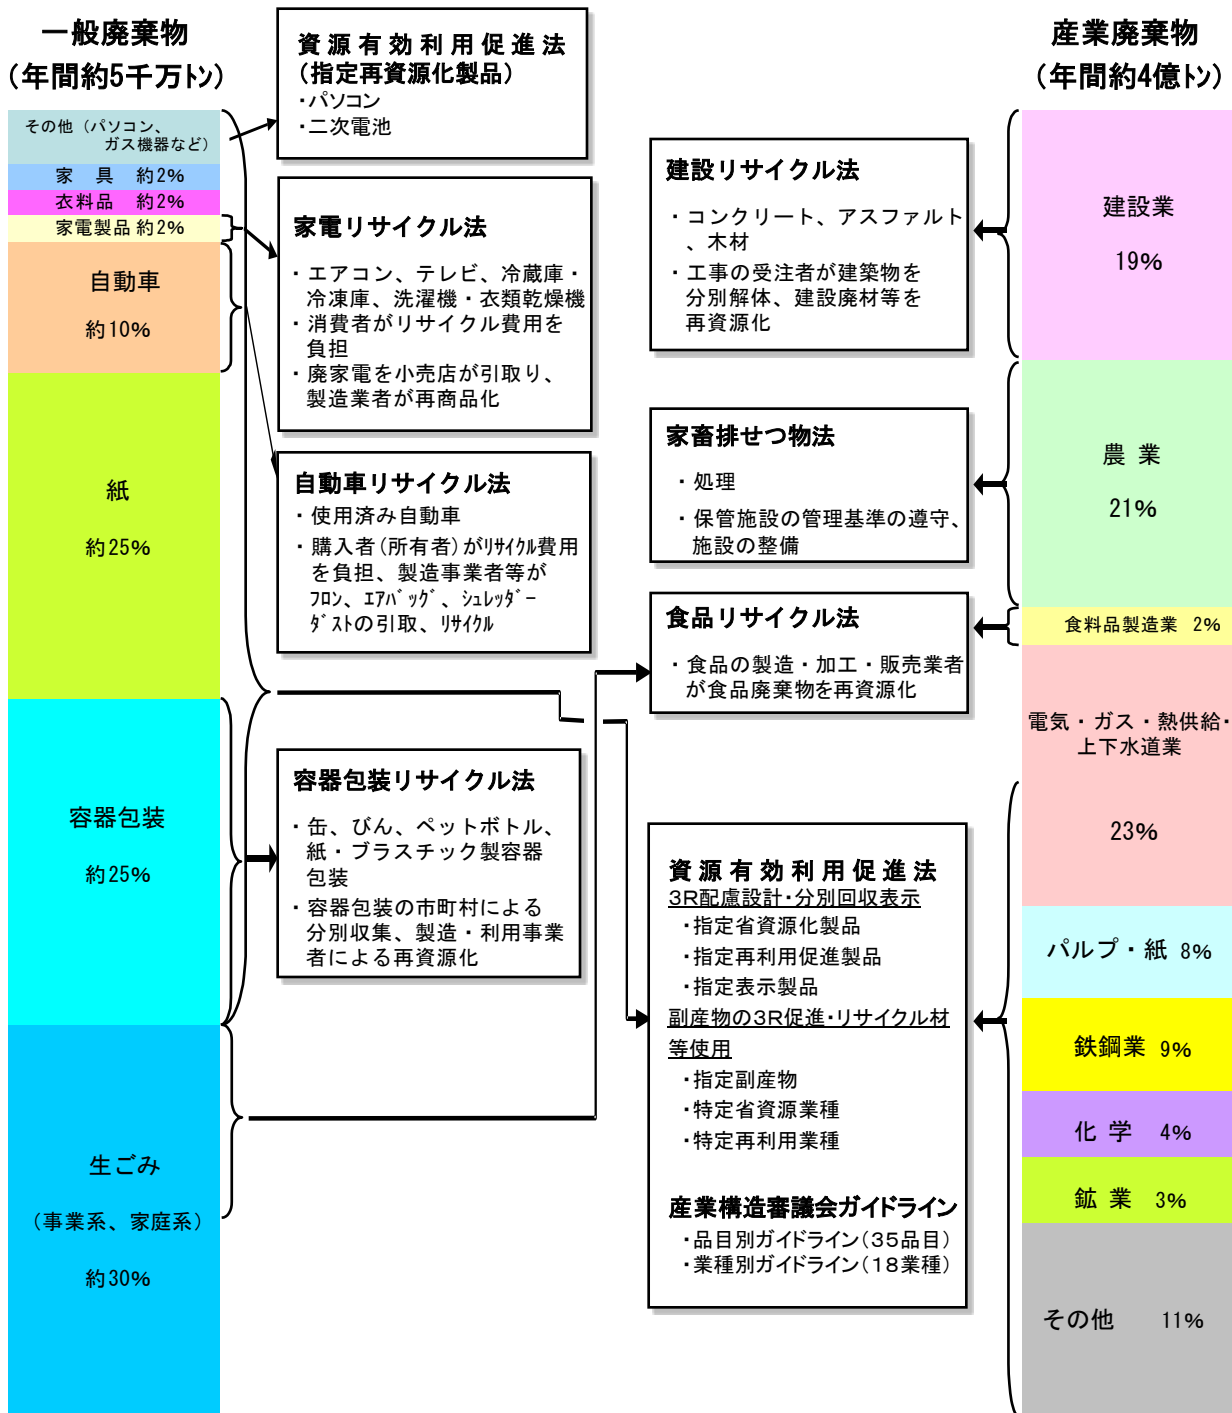 一般廃棄物
（年間約5千万トン）
その他（パソコン、
ガス機器など）
家　具　約2%
衣料品　約2%
家電製品 約2%
自動車
約10%
紙
約25%
容器包装
約25%
生ごみ
（事業系、家庭系）
約30%
資源有効利用促進法
（指定再資源化製品）
・パソコン
・二次電池
家電リサイクル法
・エアコン、テレビ、冷蔵庫・
冷凍庫、洗濯機・衣類乾燥機
・消費者がリサイクル費用を
負担
・廃家電を小売店が引取り、
製造業者が再商品化
自動車リサイクル法
・使用済み自動車
・購入者（所有者）がﾘｻｲｸﾙ費用
を負担、製造事業者等が
ﾌﾛﾝ、ｴｱﾊﾞｯｸﾞ、ｼｭﾚｯﾀﾞｰ
ﾀﾞｽﾄの引取、ﾘｻｲｸﾙ
容器包装リサイクル法
・缶、びん、ペットボトル、
紙・プラスチック製容器
包装
・容器包装の市町村による
分別収集、製造・利用事業
者による再資源化
建設リサイクル法
・コンクリート、アスファルト
、木材
・工事の受注者が建築物を
分別解体、建設廃材等を
再資源化
家畜排せつ物法
・処理
・保管施設の管理基準の遵守、
施設の整備
食品リサイクル法
・食品の製造・加工・販売業者
が食品廃棄物を再資源化
資源有効利用促進法
3R配慮設計・分別回収表示
・指定省資源化製品
・指定再利用促進製品
・指定表示製品
副産物の3R促進・リサイクル材
等使用
・指定副産物
・特定省資源業種
・特定再利用業種
産業構造審議会ガイドライン
・品目別ガイドライン（35品目）
・業種別ガイドライン（18業種）
産業廃棄物
（年間約4億トン）
建設業
19%
農 業
21%
食料品製造業 2%
電気・ガス・熱供給・
上下水道業
23%
パルプ・紙 8%
鉄鋼業 9%
化 学 4%
鉱 業 3%
その他 11%